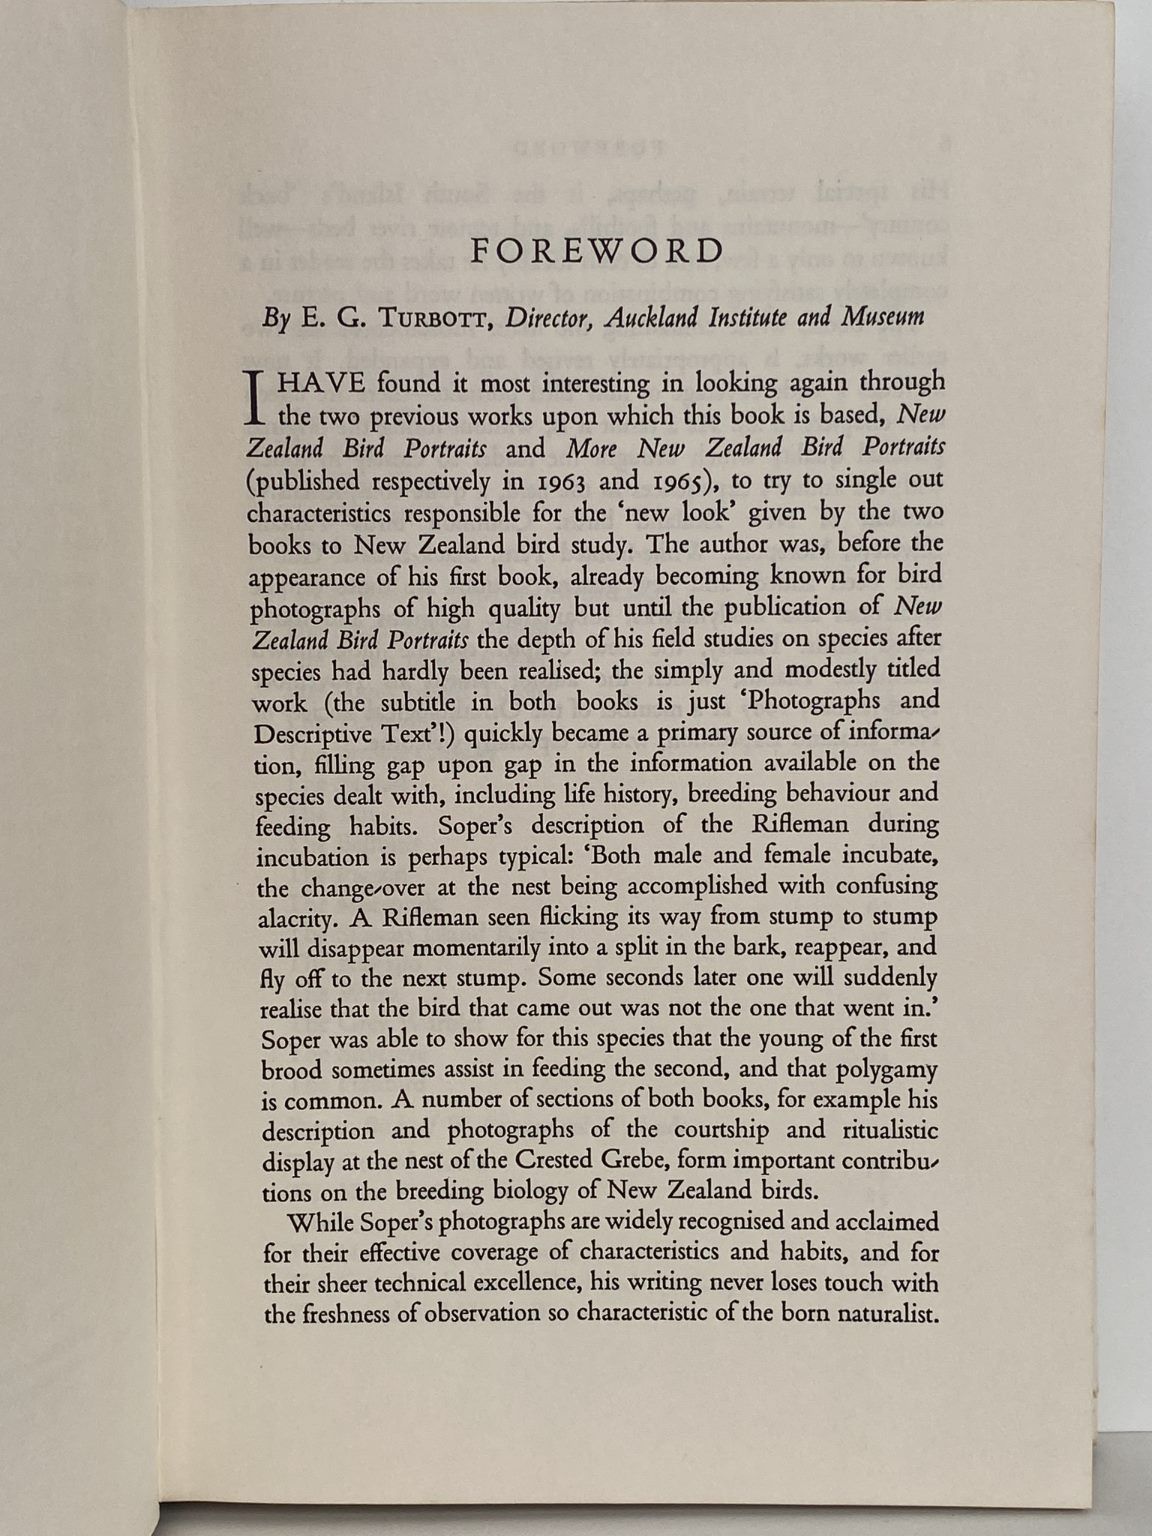 FOREWORD
By E. G. TURBOTT, Director, Auckland Institute and Museum
I HAVE found it most interesting in looking again through
the two previous works upon which this book is based, New
Zealand Bird Portraits and More New Zealand Bird Portraits
(published respectively in 1963 and 1965), to try to single out
characteristics responsible for the ‘new look’ given by the two
books to New Zealand bird study. The author was, before the
appearance of his first book, already becoming known for bird
photographs of high quality but until the publication of New
Zealand Bird Portraits the depth of his field studies on species after
species had hardly been realised; the simply and modestly titled
work (the subtitle in both books is just ‘Photographs and
Descriptive Text’!) quickly became a primary source of informa-
tion, filling gap upon gap in the information available on the
species dealt with, including life history, breeding behaviour and
feeding habits. Soper’s description of the Rifleman during
incubation is perhaps typical: ‘Both male and female incubate,
the change-over at the nest being accomplished with confusing
alacrity. A Rifleman seen flicking its way from stump to stump
will disappear momentarily into a split in the bark, reappear, and
fly off to the next stump. Some seconds later one will suddenly
realise that the bird that came out was not the one that went in.’
Soper was able to show for this species that the young of the first
brood sometimes assist in feeding the second, and that polygamy
is common. A number of sections of both books, for example his
description and photographs of the courtship and ritualistic
display at the nest of the Crested Grebe, form important contribu-
tions on the breeding biology of New Zealand birds.
While Soper’s photographs are widely recognised and acclaimed
for their effective coverage of characteristics and habits, and for
their sheer technical excellence, his writing never loses touch with
the freshness of observation so characteristic of the born naturalist.